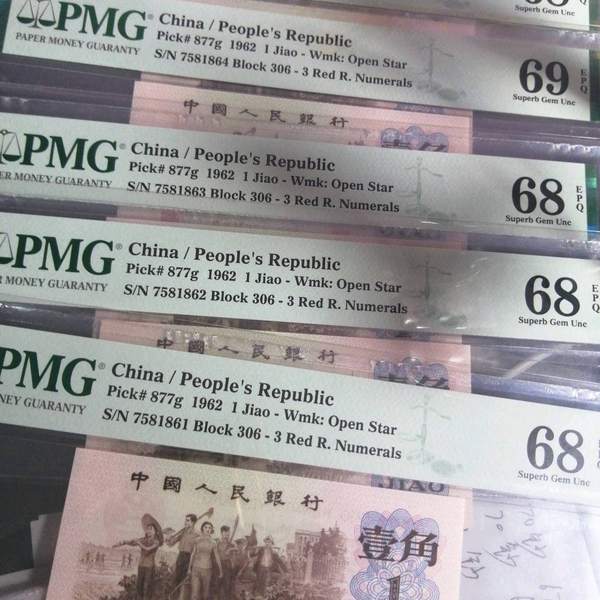 68
Superb Gem Unc
PMG
PAPER MONEY GUARANTY
China / People's Republic
Pick# 877g 1962 1 Jiao - Wmk: Open Star
S/N 7581864 Block 306 - 3 Red R. Numerals
69
EPQ
Superb Gem Unc
中國人民銀行
PMG
ER MONEY GUARANTY
China / People's Republic
Pick# 877g 1962 1 Jiao - Wmk: Open Star
S/N 7581863 Block 306 - 3 Red R. Numerals
68
EPQ
Superb Gem Unc
PMG
R MONEY GUARANTY
China / People's Republic
Pick# 877g 1962 1 Jiao - Wmk: Open Star
S/N 7581862 Block 306 - 3 Red R. Numerals
68
EPQ
Superb Gem Unc
中國人民銀行
PMG
NEY GUARANTY
China / People's Republic
Pick# 877g 1962 1 Jiao - Wmk: Open Star
S/N 7581861 Block 306 - 3 Red R. Numerals
68
Superb Gem Unc
JIAO
中國人民銀行
壹角
1